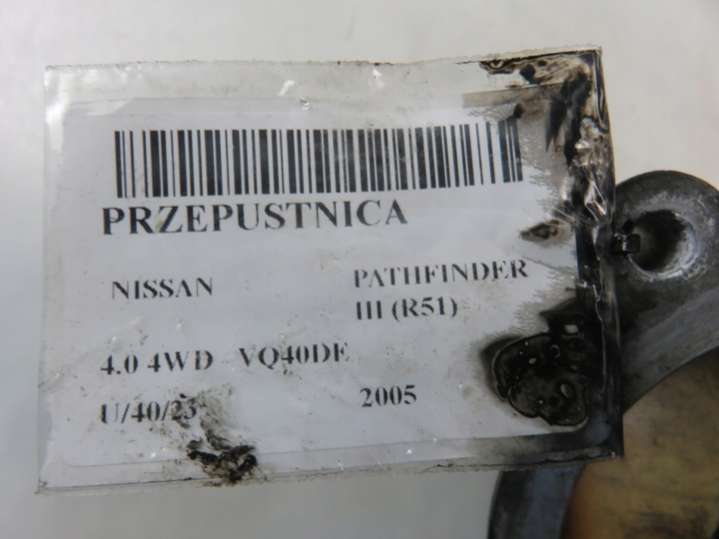 PRZEPUSTNICA
NISSAN PATHFINDER
III (R51)
4.0 4WD VQ40DE
U/40/23 2005